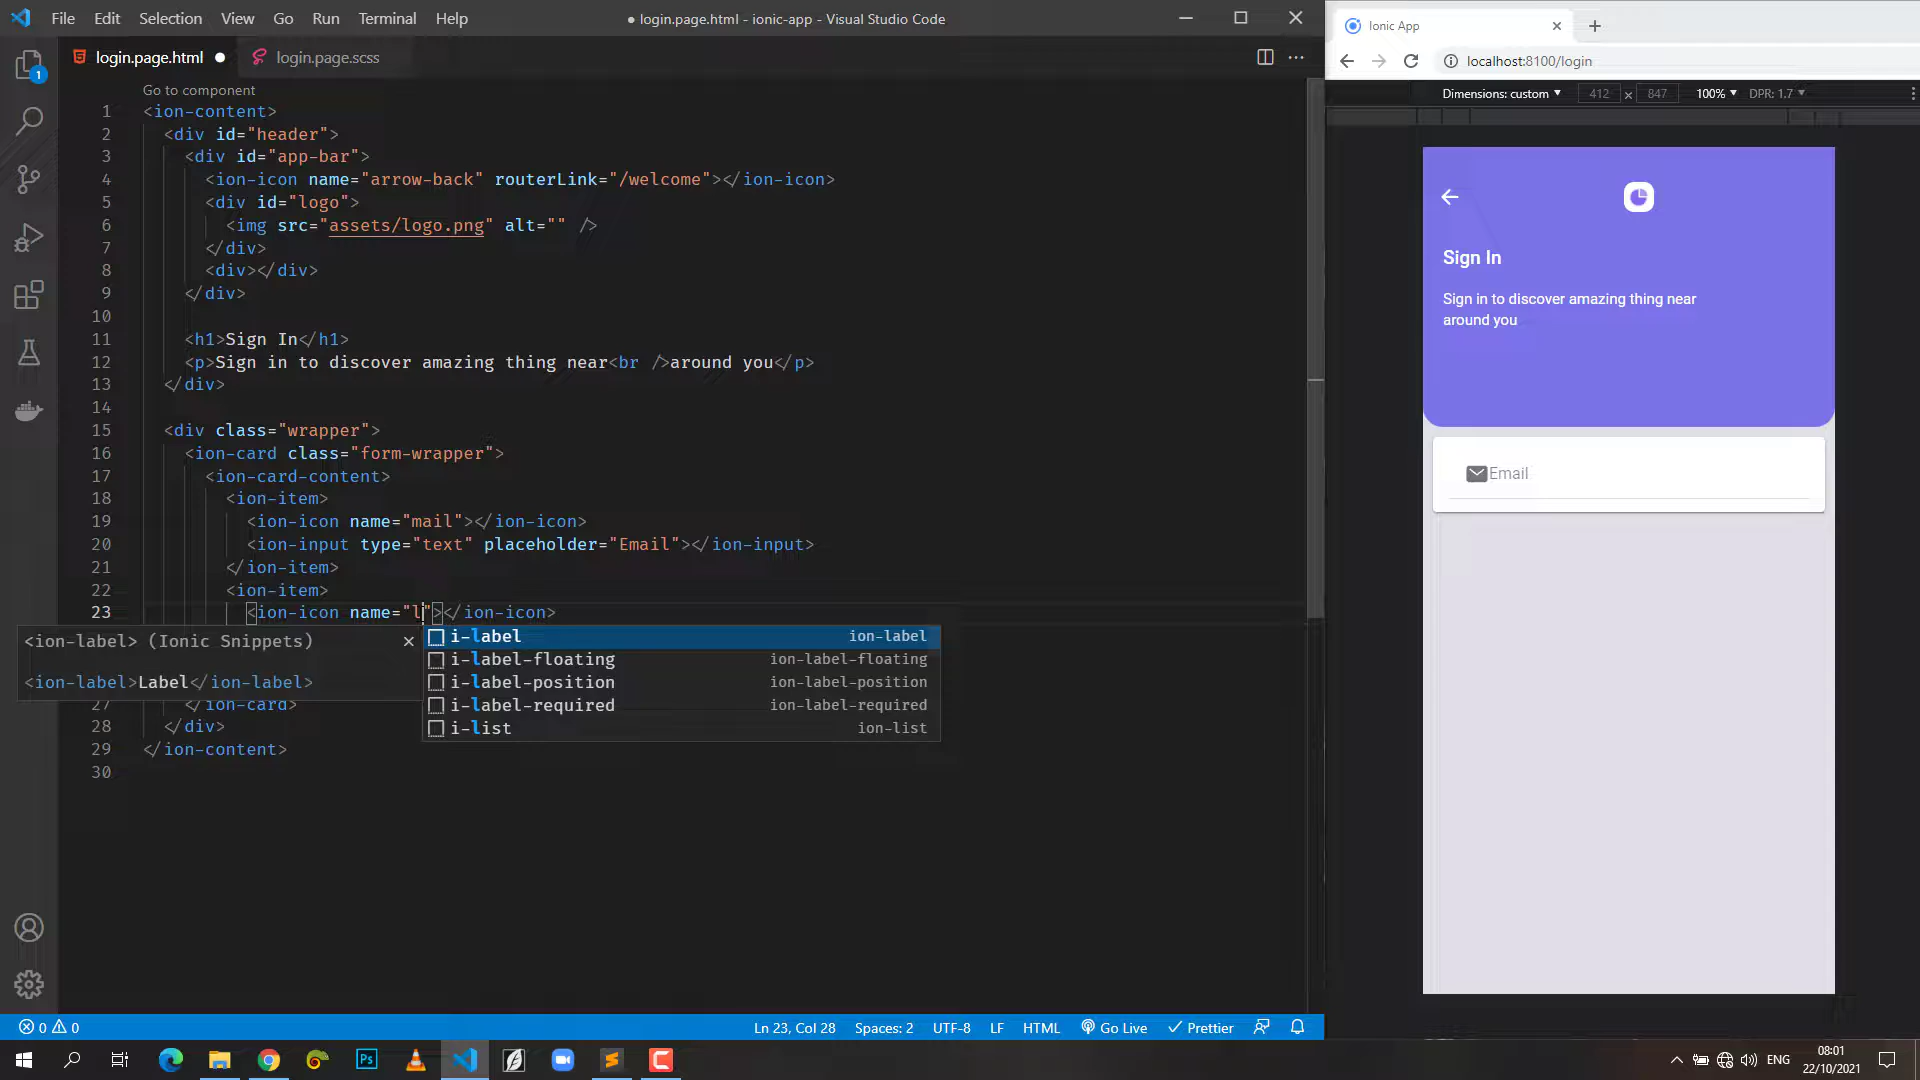 File Edit Selection View Go Run Terminal Help
● login.page.html - ionic-app - Visual Studio Code
login.page.html ●
login.page.scss
1
Go to component
1 <ion-content>
2 <div id="header">
3 <div id="app-bar">
4 <ion-icon name="arrow-back" routerLink="/welcome"></ion-icon>
5 <div id="logo">
6 <img src="assets/logo.png" alt="" />
7 </div>
8 <div></div>
9 </div>
10
11 <h1>Sign In</h1>
12 <p>Sign in to discover amazing thing near<br />around you</p>
13 </div>
14
15 <div class="wrapper">
16 <ion-card class="form-wrapper">
17 <ion-card-content>
18 <ion-item>
19 <ion-icon name="mail"></ion-icon>
20 <ion-input type="text" placeholder="Email"></ion-input>
21 </ion-item>
22 <ion-item>
23 <ion-icon name="l"></ion-icon>
<ion-label> (Ionic Snippets) ×
<ion-label>Label</ion-label>
i-label ion-label
i-label-floating ion-label-floating
i-label-position ion-label-position
i-label-required ion-label-required
i-list ion-list
27 </ion-card>
28 </div>
29 </ion-content>
30
0 0
Ln 23, Col 28 Spaces: 2 UTF-8 LF HTML Go Live Prettier
Ionic App
localhost:8100/login
Dimensions: custom 412 x 847 100% DPR: 1.7
Sign In
Sign in to discover amazing thing near
around you
Email
Ps
ENG
08:01
22/10/2021